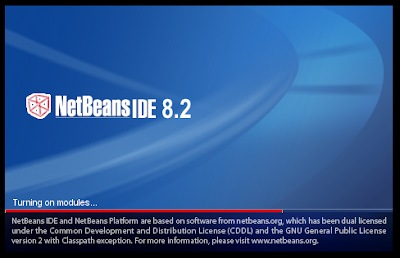 NetBeans IDE 8.2
Turning on modules...
NetBeans IDE and NetBeans Platform are based on software from netbeans.org, which has been dual licensed
under the Common Development and Distribution License (CDDL) and the GNU General Public License
version 2 with Classpath exception. For more information, please visit www.netbeans.org.